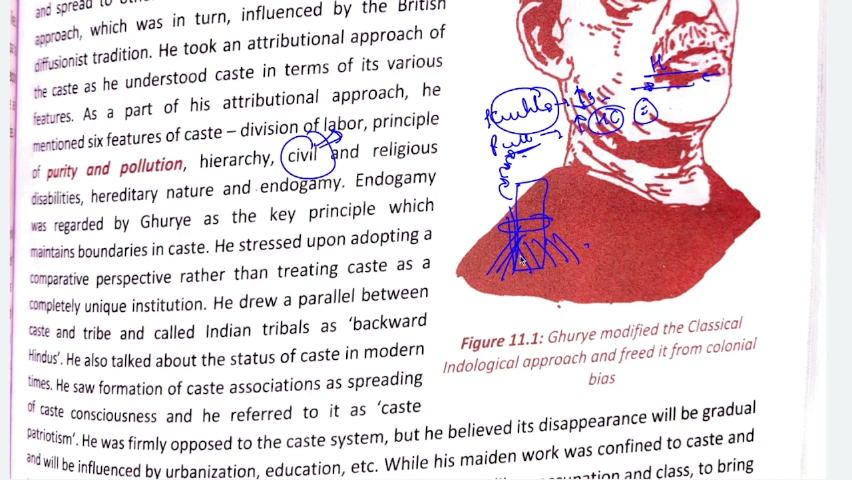 and spread to
approach, which was in turn, influenced by the British
diffusionist tradition. He took an attributional approach of
the caste as he understood caste in terms of its various
features. As a part of his attributional approach, he
mentioned six features of caste – division of labor, principle
of purity and pollution, hierarchy, civil and religious
disabilities, hereditary nature and endogamy. Endogamy
was regarded by Ghurye as the key principle which
maintains boundaries in caste. He stressed upon adopting a
comparative perspective rather than treating caste as a
completely unique institution. He drew a parallel between
caste and tribe and called Indian tribals as 'backward
Hindus'. He also talked about the status of caste in modern
times. He saw formation of caste associations as spreading
of caste consciousness and he referred to it as 'caste
patriotism'. He was firmly opposed to the caste system, but he believed its disappearance will be gradual
and will be influenced by urbanization, education, etc. While his maiden work was confined to caste and
and class, to bring
Figure 11.1: Ghurye modified the Classical
Indological approach and freed it from colonial
bias